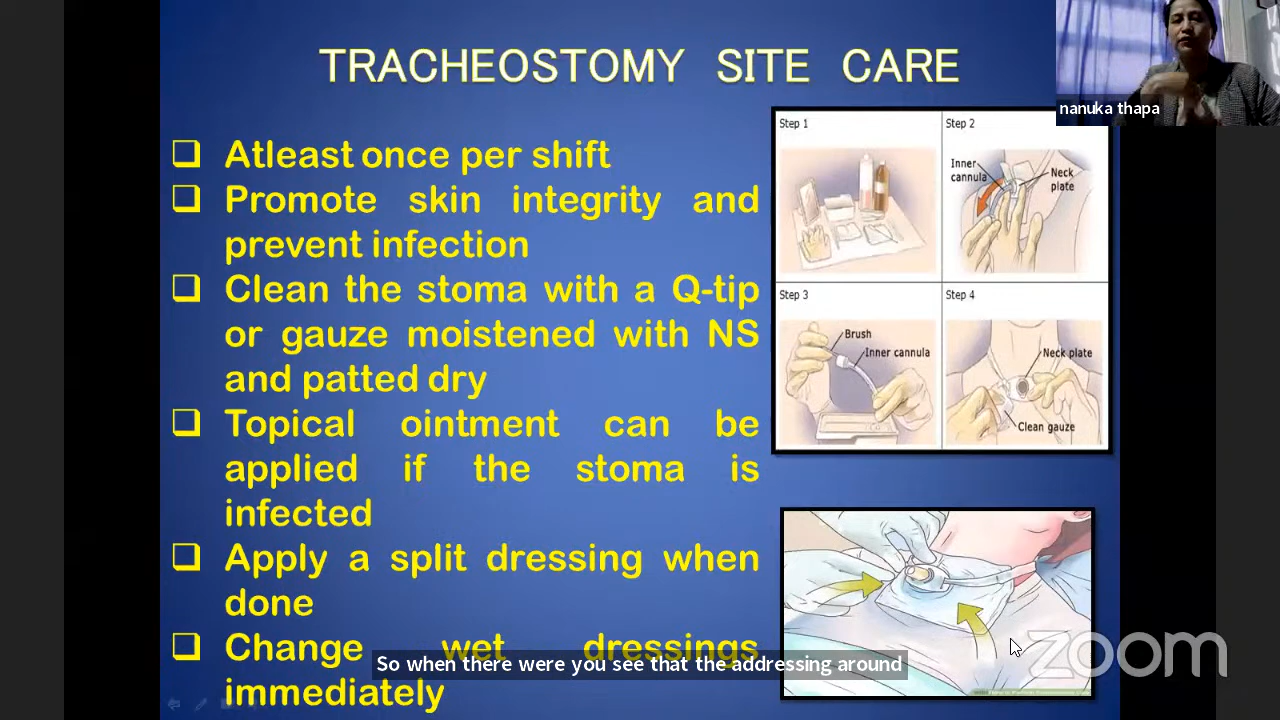 TRACHEOSTOMY SITE CARE
nanuka thapa
Atleast once per shift
Promote skin integrity and
prevent infection
Clean the stoma with a Q-tip
or gauze moistened with NS
and patted dry
Topical ointment can be
applied if the stoma is
infected
Apply a split dressing when
done
Change wet dressings
immediately
Step 1
Step 2
Inner
cannula
Neck
plate
Step 3
Brush
Inner cannula
Step 4
Neck plate
Clean gauze
So when there were you see that the addressing around
zoom